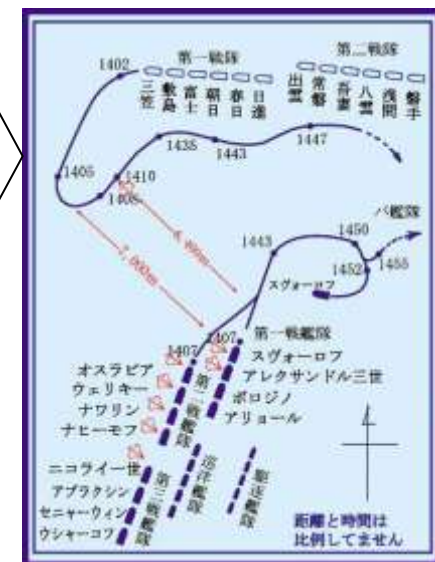 第一戦隊
第二戦隊
1402
三笠
敷島
富士
朝日
春日
日進
出雲
常磐
吾妻
八雲
浅間
磐手
1435
1443
1447
1405
1410
1408
バ艦隊
6,400m
7,000m
1443
1450
1452
1455
スヴォーロフ
1407
1407
第一戦艦隊
スヴォーロフ
アレクサンドル三世
ボロジノ
アリョール
オスラビア
ウェリキー
ナワリン
ナヒーモフ
第二戦艦隊
ニコライ一世
アプラクシン
セニャーウィン
ウシャーコフ
第三戦艦隊
巡洋艦隊
駆逐艦隊
距離と時間は
比例してません